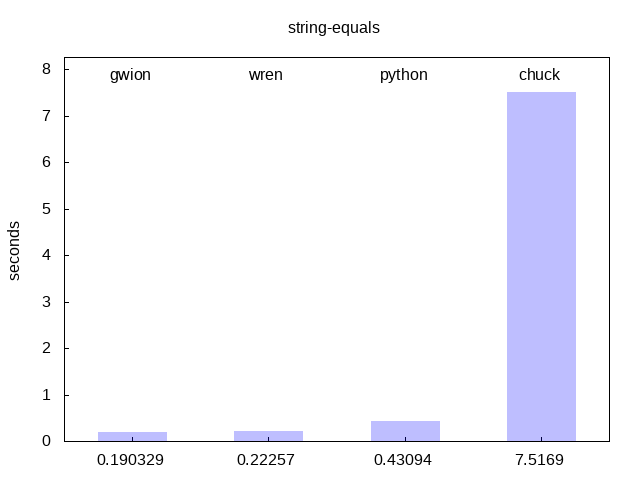 string-equals
gwion wren python chuck
8
7
6
5
4
3
2
1
0
seconds
0.190329 0.22257 0.43094 7.5169